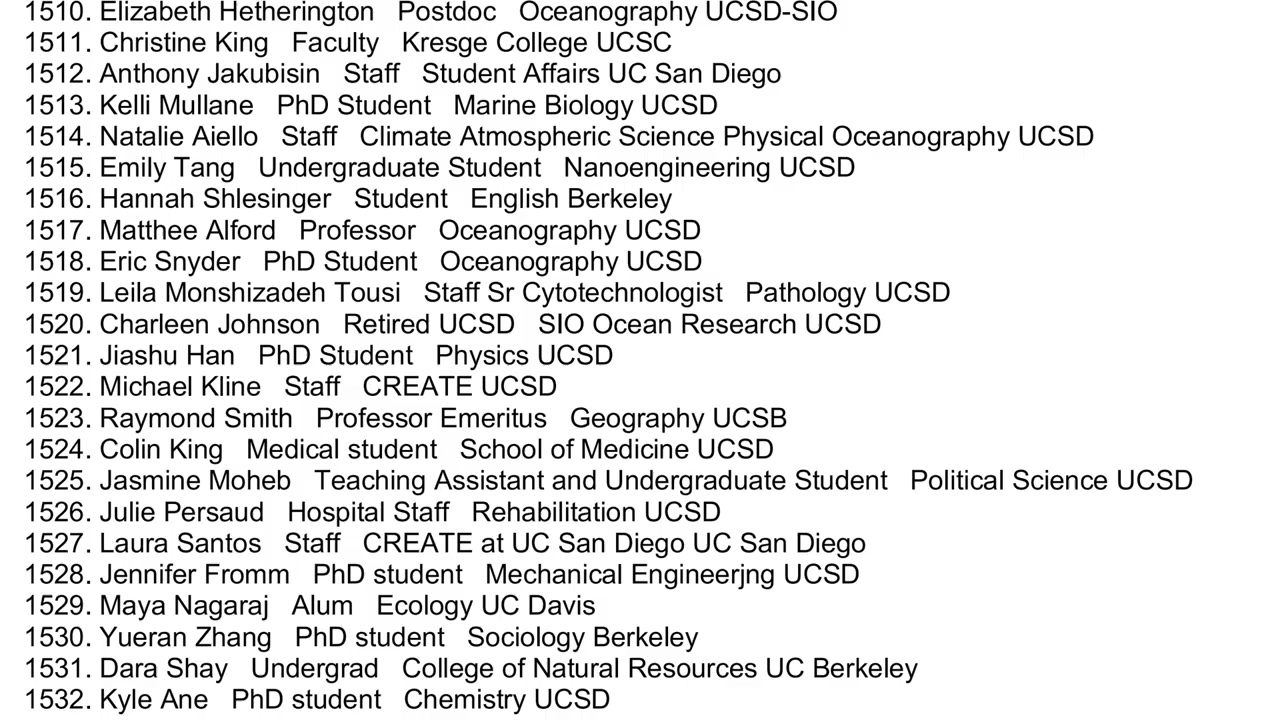 1510. Elizabeth Hetherington   Postdoc   Oceanography UCSD-SIO
1511. Christine King   Faculty   Kresge College UCSC
1512. Anthony Jakubisin   Staff   Student Affairs UC San Diego
1513. Kelli Mullane   PhD Student   Marine Biology UCSD
1514. Natalie Aiello   Staff   Climate Atmospheric Science Physical Oceanography UCSD
1515. Emily Tang   Undergraduate Student   Nanoengineering UCSD
1516. Hannah Shlesinger   Student   English Berkeley
1517. Matthee Alford   Professor   Oceanography UCSD
1518. Eric Snyder   PhD Student   Oceanography UCSD
1519. Leila Monshizadeh Tousi   Staff Sr Cytotechnologist   Pathology UCSD
1520. Charleen Johnson   Retired UCSD   SIO Ocean Research UCSD
1521. Jiashu Han   PhD Student   Physics UCSD
1522. Michael Kline   Staff   CREATE UCSD
1523. Raymond Smith   Professor Emeritus   Geography UCSB
1524. Colin King   Medical student   School of Medicine UCSD
1525. Jasmine Moheb   Teaching Assistant and Undergraduate Student   Political Science UCSD
1526. Julie Persaud   Hospital Staff   Rehabilitation UCSD
1527. Laura Santos   Staff   CREATE at UC San Diego UC San Diego
1528. Jennifer Fromm   PhD student   Mechanical Engineerjng UCSD
1529. Maya Nagaraj   Alum   Ecology UC Davis
1530. Yueran Zhang   PhD student   Sociology Berkeley
1531. Dara Shay   Undergrad   College of Natural Resources UC Berkeley
1532. Kyle Ane   PhD student   Chemistry UCSD